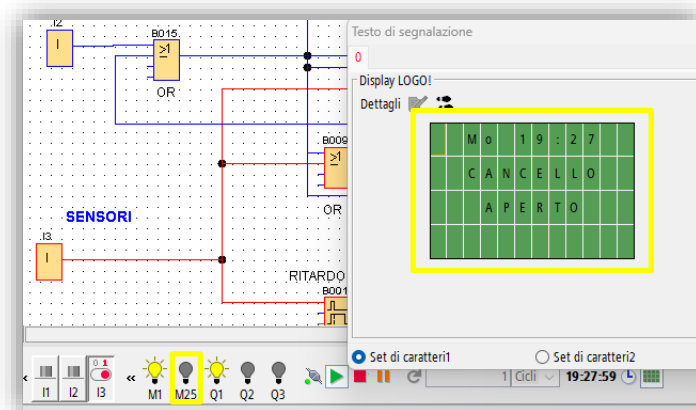 I2
I
B015
≥1
OR
B009
≥1
OR
SENSORI
I3
I
RITARDO
B001
Testo di segnalazione
0
Display LOGO!
Dettagli
Mo 19:27
CANCELLO
APERTO
Set di caratteri1
Set di caratteri2
0 1
I1 I2 I3 « M1 M25 Q1 Q2 Q3
1 Cicli 19:27:59